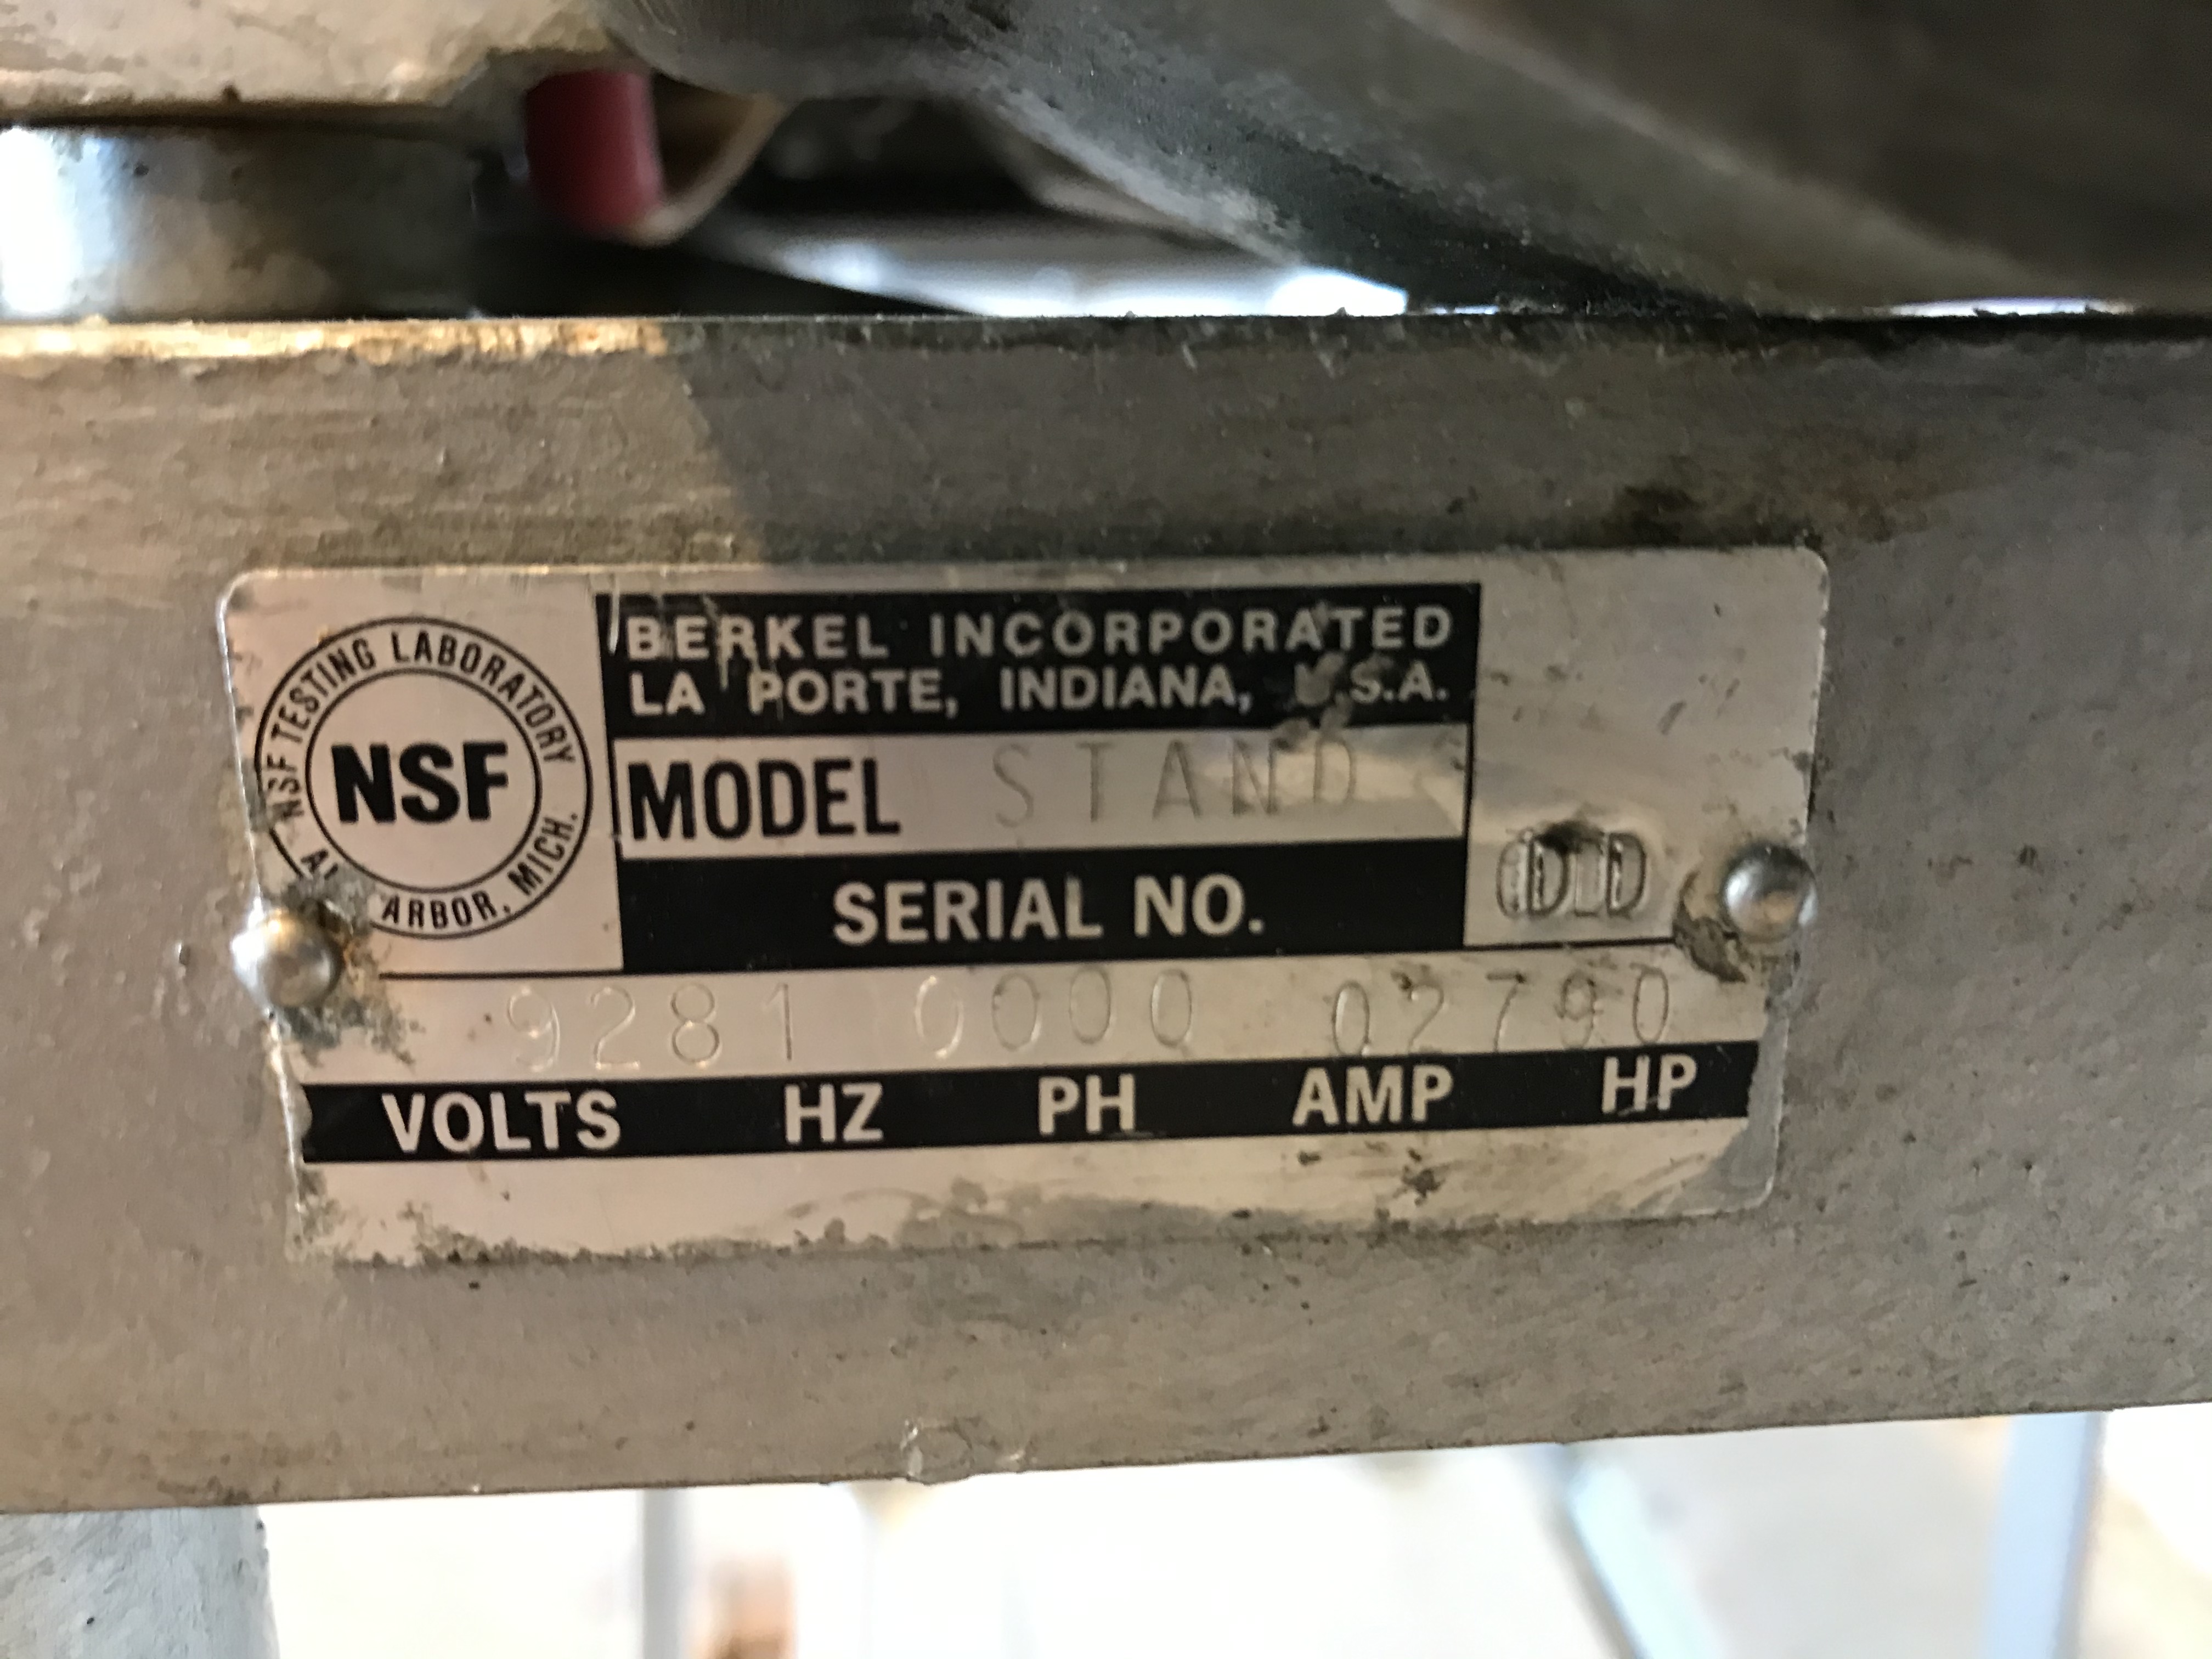 NSF TESTING LABORATORY
NSF
ARBOR, MICH.
BERKEL INCORPORATED
LA PORTE, INDIANA, U.S.A.
MODEL STAND
SERIAL NO.
9281 0000 02790
VOLTS HZ PH AMP HP